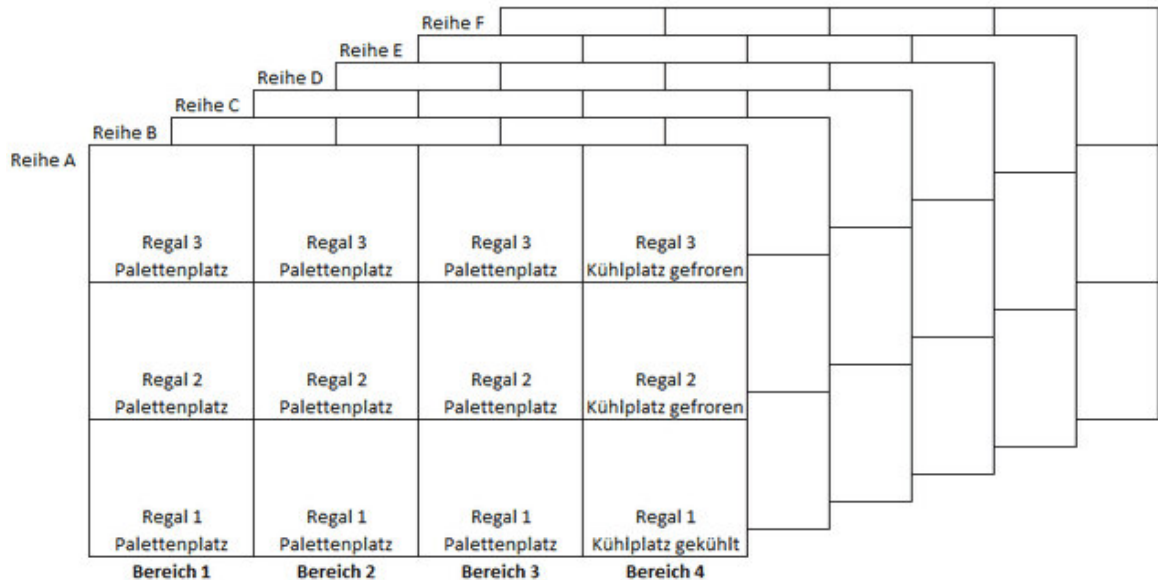 Reihe F
Reihe E
Reihe D
Reihe C
Reihe B
Reihe A
Regal 3 Regal 3 Regal 3 Regal 3
Palettenplatz Palettenplatz Palettenplatz Kühlplatz gefroren
Regal 2 Regal 2 Regal 2 Regal 2
Palettenplatz Palettenplatz Palettenplatz Kühlplatz gefroren
Regal 1 Regal 1 Regal 1 Regal 1
Palettenplatz Palettenplatz Palettenplatz Kühlplatz gekühlt
Bereich 1 Bereich 2 Bereich 3 Bereich 4